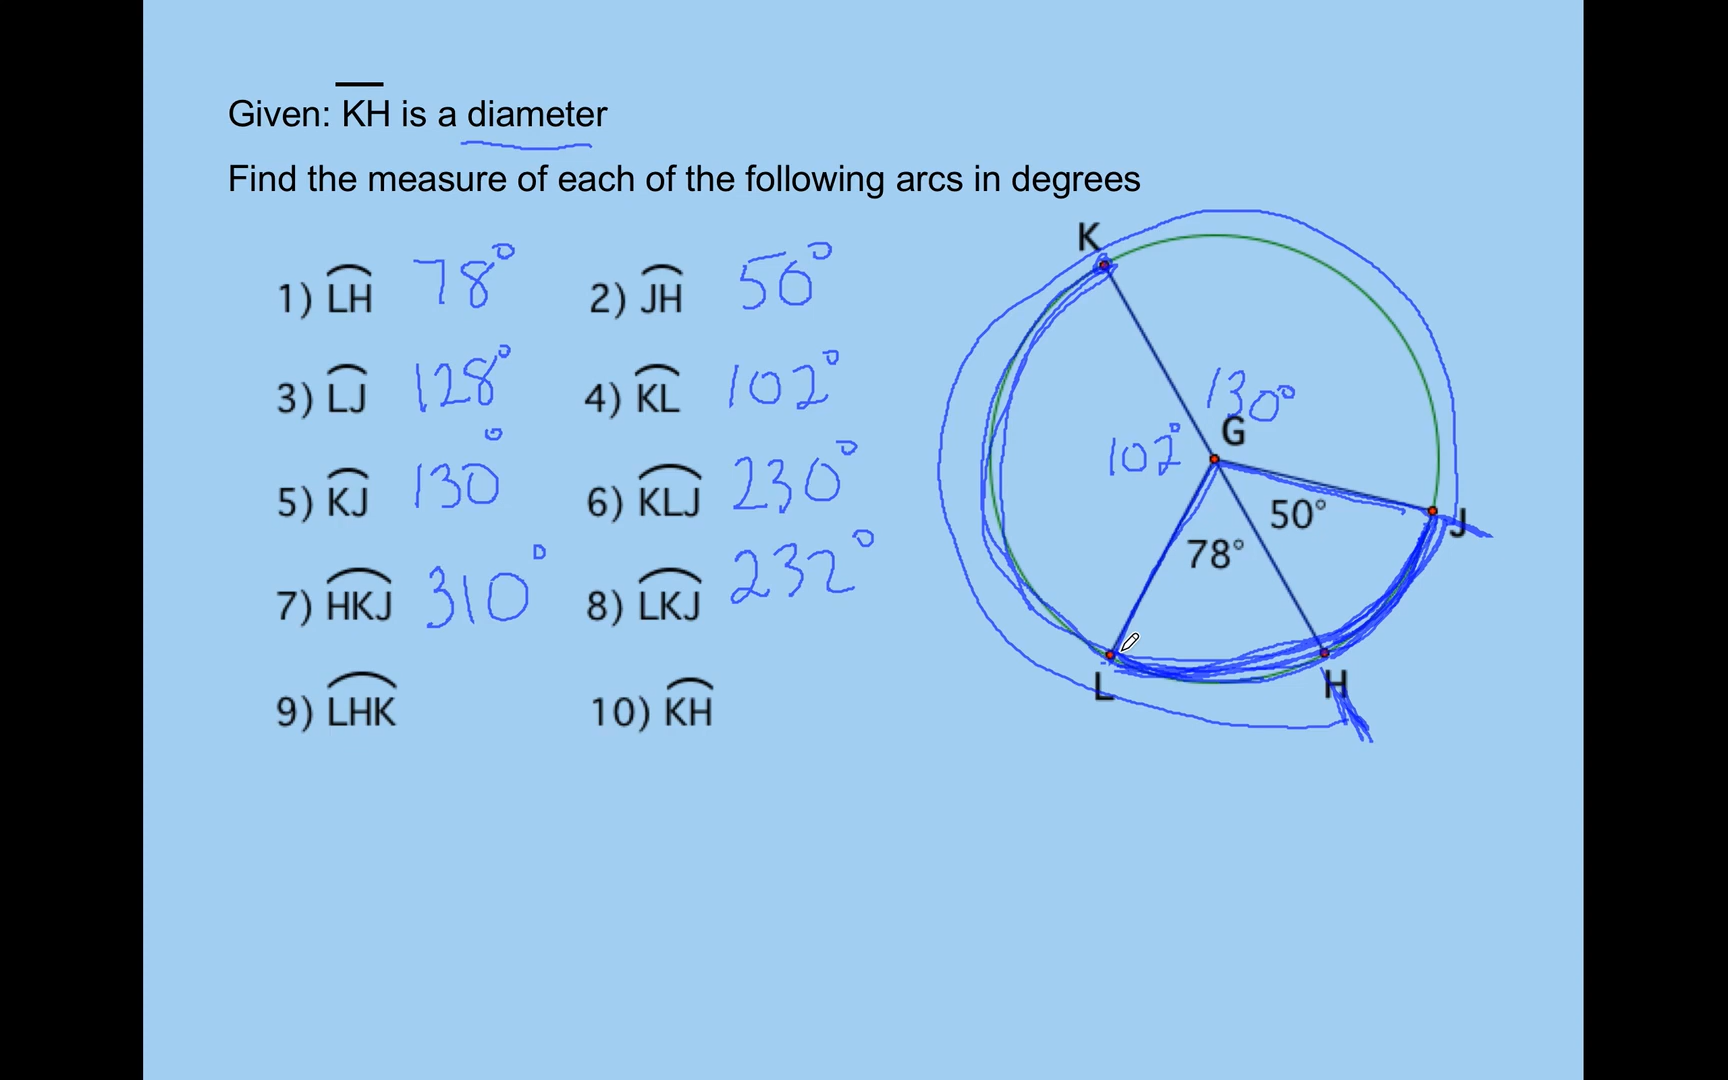 Given: KH is a diameter
Find the measure of each of the following arcs in degrees
1) LH 78° 2) JH 50°
3) LJ 128° 4) KL 102°
5) KJ 130° 6) KLJ 230°
7) HKJ 310° 8) LKJ 232°
9) LHK 10) KH
K
130°
G
102°
50°
J
78°
L
H